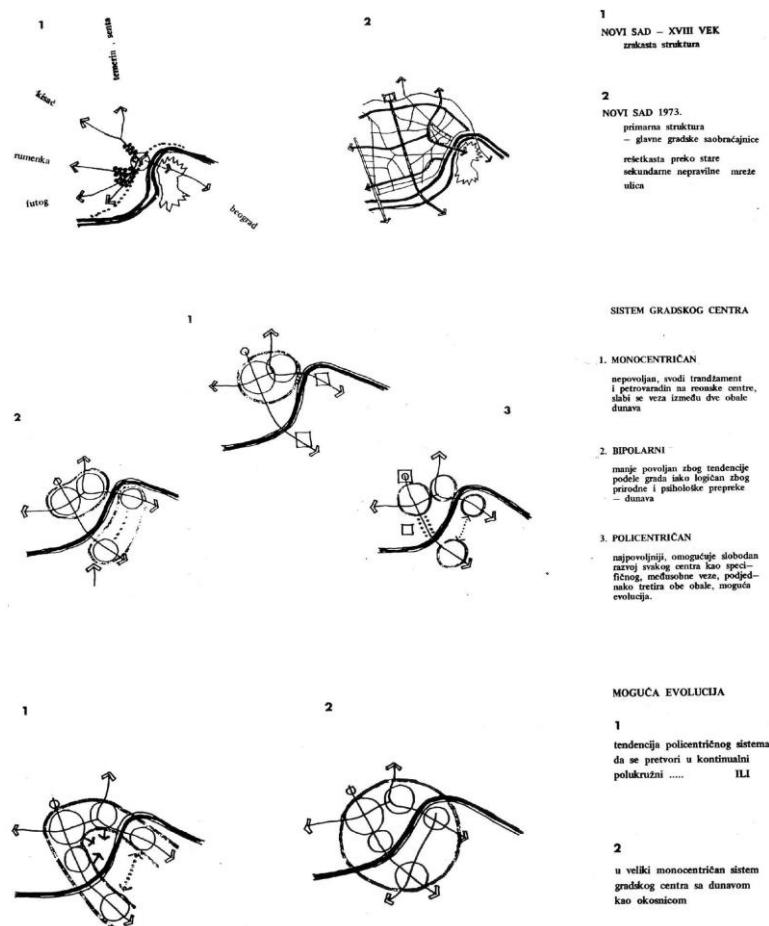 1
temerin . senta
kisač
rumenka
futog
beograd
2
1
NOVI SAD – XVIII VEK
zrakasta struktura
2
NOVI SAD 1973.
primarna struktura
– glavne gradske saobraćajnice
rešetkasta preko stare
sekundarne nepravilne mreže
ulica
1
2
3
SISTEM GRADSKOG CENTRA
1. MONOCENTRIČAN
nepovoljan, svodi trandžament
i petrovaradin na reonske centre,
slabi se veza između dve obale
dunava
2. BIPOLARNI
manje povoljan zbog tendencije
podele grada iako logičan zbog
prirodne i psihološke prepreke
– dunava
3. POLICENTRIČAN
najpovoljniji, omogućuje slobodan
razvoj svakog centra kao speci–
fičnog, međusobne veze, podjed–
nako tretira obe obale, moguća
evolucija.
1
2
MOGUĆA EVOLUCIJA
1
tendencija policentričnog sistema
da se pretvori u kontinualni
polukružni ..... ILI
2
u veliki monocentričan sistem
gradskog centra sa dunavom
kao okosnicom